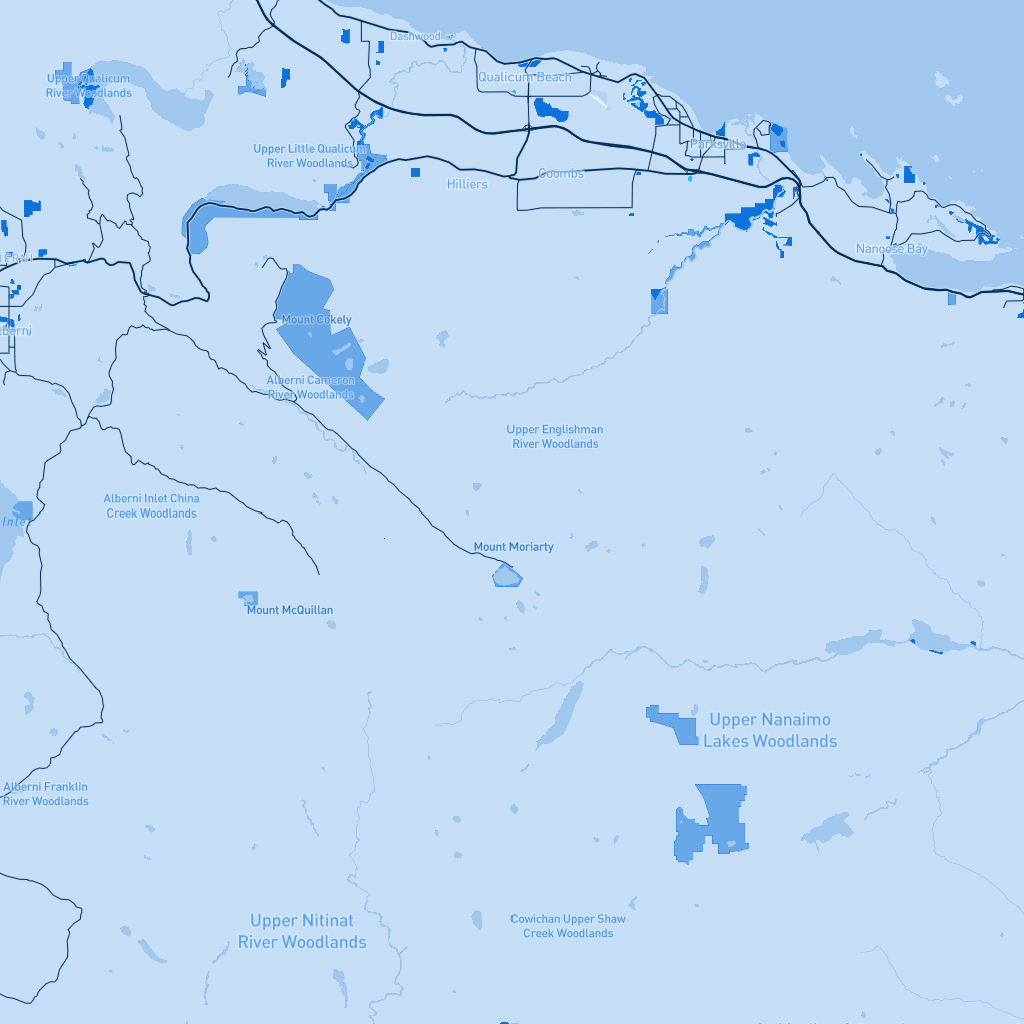 Dashwood
Qualicum Beach
Upper Qualicum
River Woodlands
Parksville
Upper Little Qualicum
River Woodlands
Coombs
Hilliers
Nanoose Bay
Mount Cokely
Alberni Cameron
River Woodlands
Upper Englishman
River Woodlands
Alberni Inlet China
Creek Woodlands
Inlet
Mount Moriarty
Mount McQuillan
Upper Nanaimo
Lakes Woodlands
Alberni Franklin
River Woodlands
Upper Nitinat
River Woodlands
Cowichan Upper Shaw
Creek Woodlands